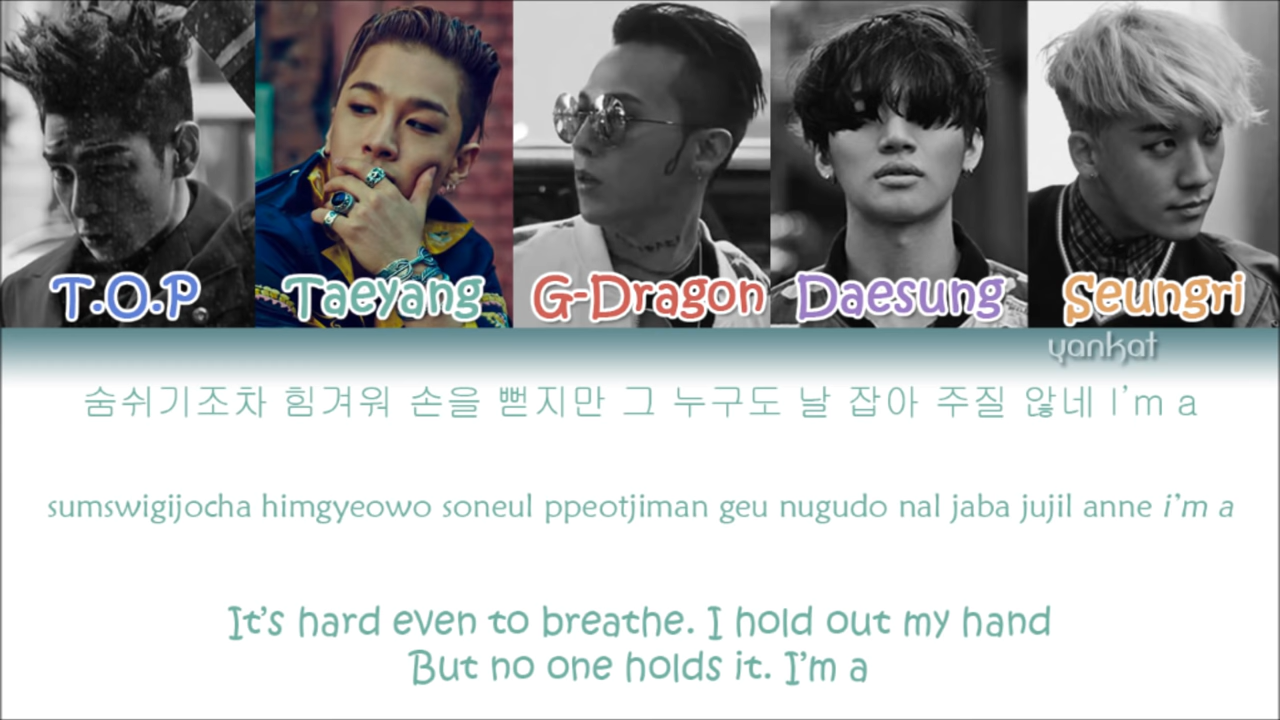 T.O.P Taeyang G-Dragon Daesung Seungri
yankat
숨쉬기조차 힘겨워 손을 뻗지만 그 누구도 날 잡아 주질 않네 I'm a
sumswigijocha himgyeowo soneul ppeotjiman geu nugudo nal jaba jujil anne i'm a
It's hard even to breathe. I hold out my hand
But no one holds it. I'm a